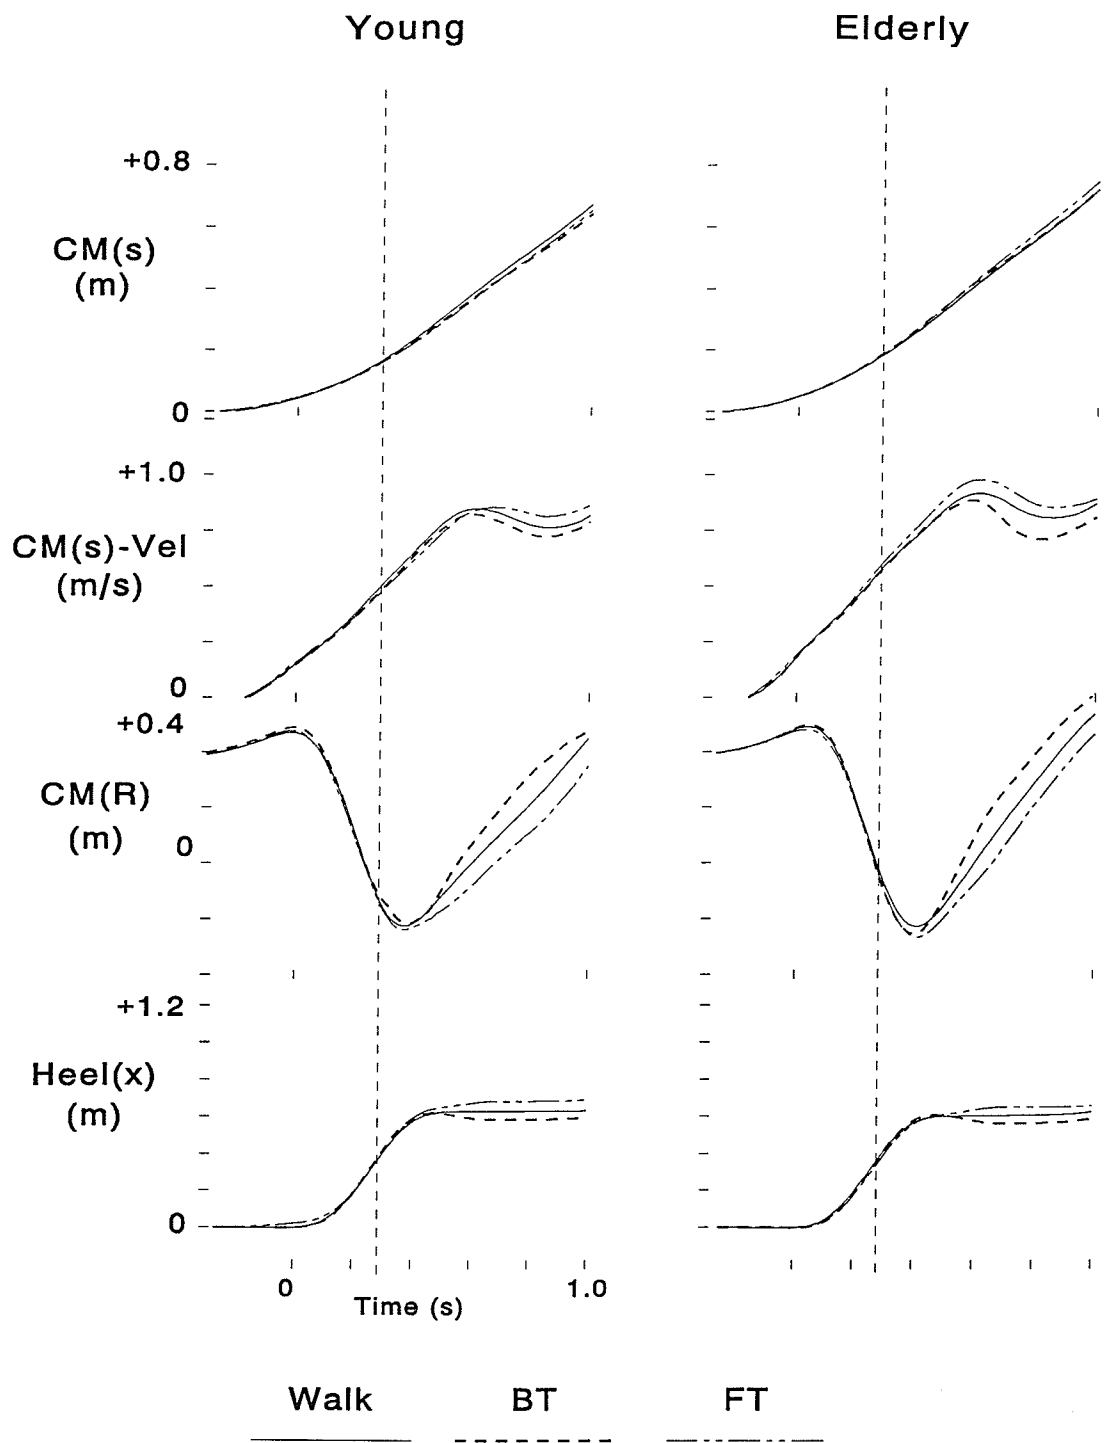 Young
Elderly
+0.8
CM(s)
(m)
0
+1.0
CM(s)-Vel
(m/s)
0
+0.4
CM(R)
(m)
0
+1.2
Heel(x)
(m)
0
0
1.0
Time (s)
Walk
BT
FT